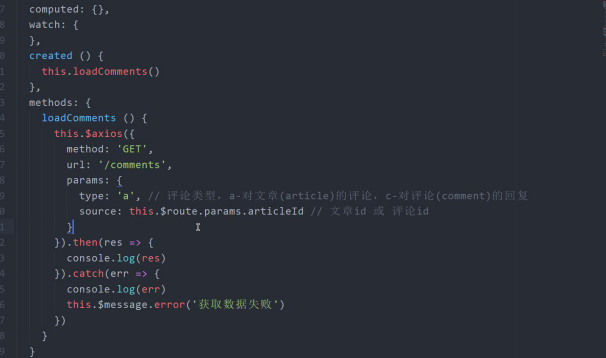 7 computed: {},
8 watch: {
9 },
0 created () {
1 this.loadComments()
2 },
3 methods: {
4 loadComments () {
5 this.$axios({
6 method: 'GET',
7 url: '/comments',
8 params: {
9 type: 'a', // 评论类型，a-对文章(article)的评论，c-对评论(comment)的回复
0 source: this.$route.params.articleId // 文章id 或 评论id
1 }
2 }).then(res => {
3 console.log(res)
4 }).catch(err => {
5 console.log(err)
6 this.$message.error('获取数据失败')
7 })
8 }
9 }